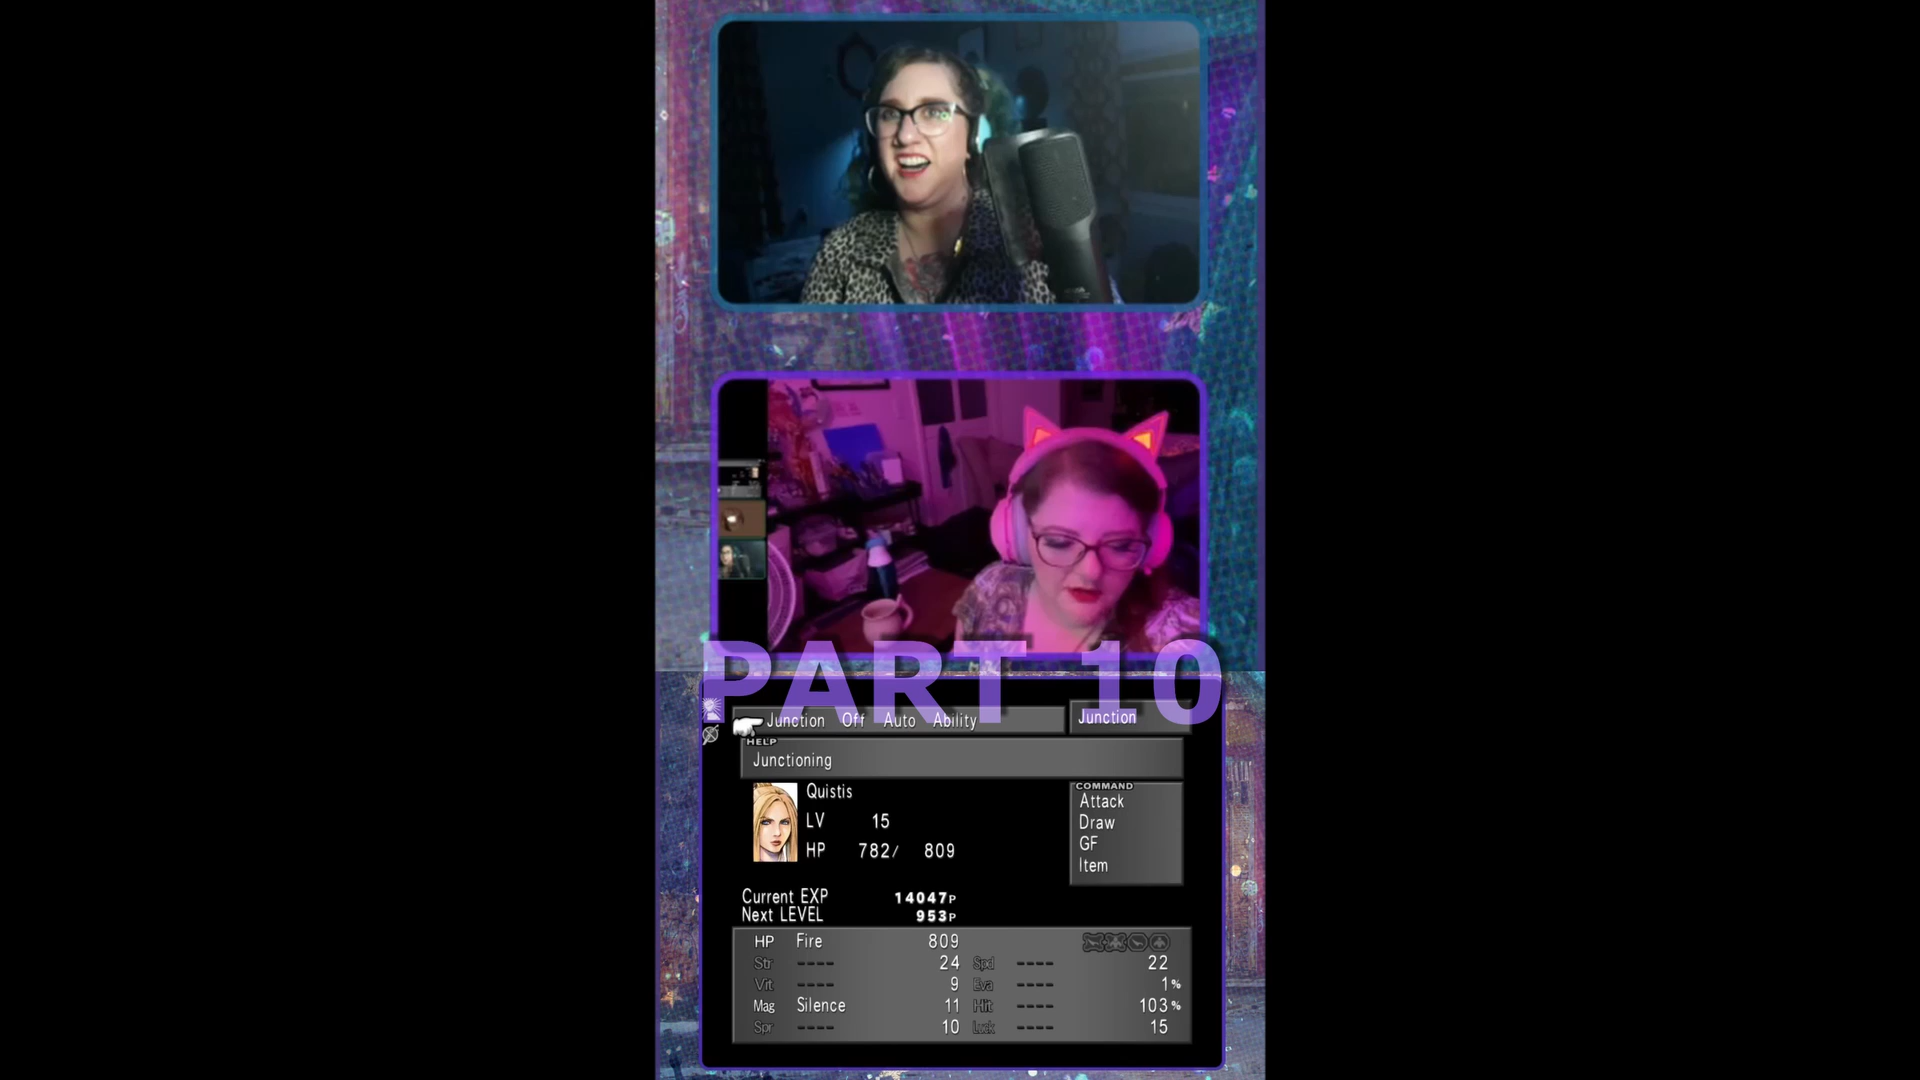 PART 10
Junction Off Auto Ability
Junction
HELP
Junctioning
Quistis
LV 15
HP 782/ 809
COMMAND
Attack
Draw
GF
Item
Current EXP 14047P
Next LEVEL 953P
HP Fire 809
Str ---- 24 Spd ---- 22
Vit ---- 9 Eva ---- 1%
Mag Silence 11 Hit ---- 103%
Spr ---- 10 Luck ---- 15